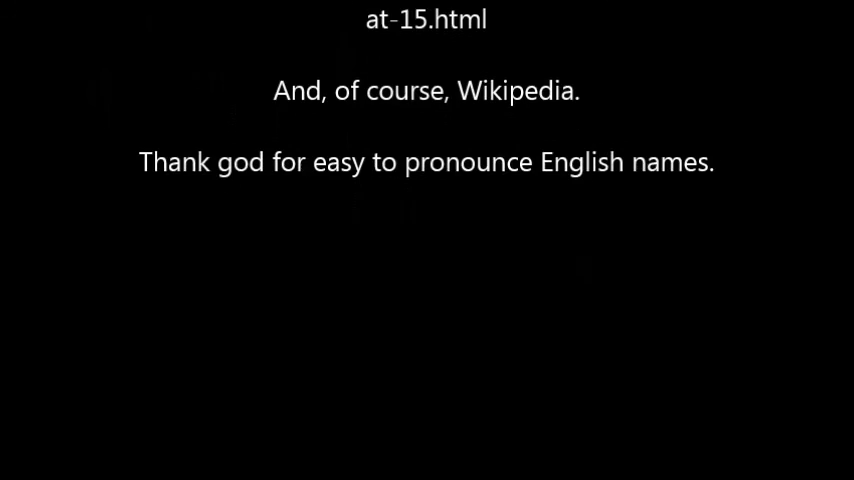 at-15.html
And, of course, Wikipedia.
Thank god for easy to pronounce English names.